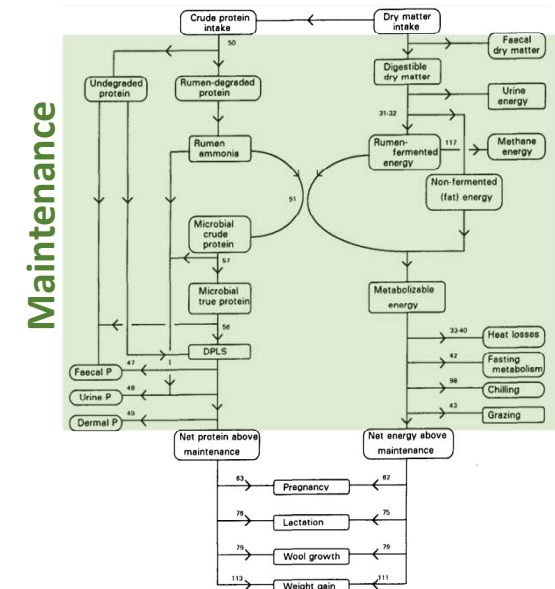 Maintenance
Crude protein
intake
Dry matter
intake
50
Faecal
dry matter
Undegraded
protein
Rumen-degraded
protein
Digestible
dry matter
Urine
energy
31-32
Rumen
ammonia
Rumen-
fermented
energy
117
Methane
energy
Non-fermented
(fat) energy
51
Microbial
crude
protein
57
Microbial
true protein
Metabolizable
energy
58
DPLS
33-40
Heat losses
Faecal P
47
42
Fasting
metabolism
Urine P
48
98
Chilling
Dermal P
49
43
Grazing
Net protein above
maintenance
Net energy above
maintenance
63
Pregnancy
62
76
Lactation
75
79
Wool growth
79
113
Weight gain
111